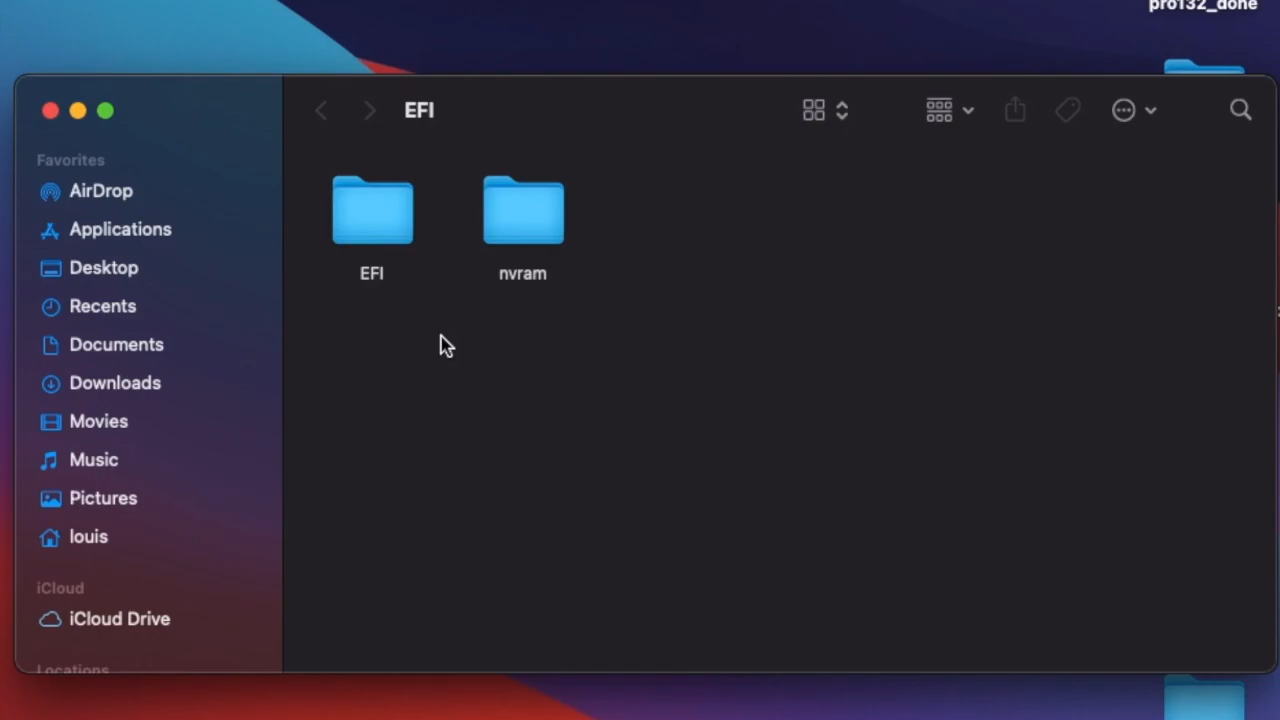 pro132_done
EFI
Favorites
AirDrop
Applications
Desktop
Recents
Documents
Downloads
Movies
Music
Pictures
louis
iCloud
iCloud Drive
Locations
EFI
nvram